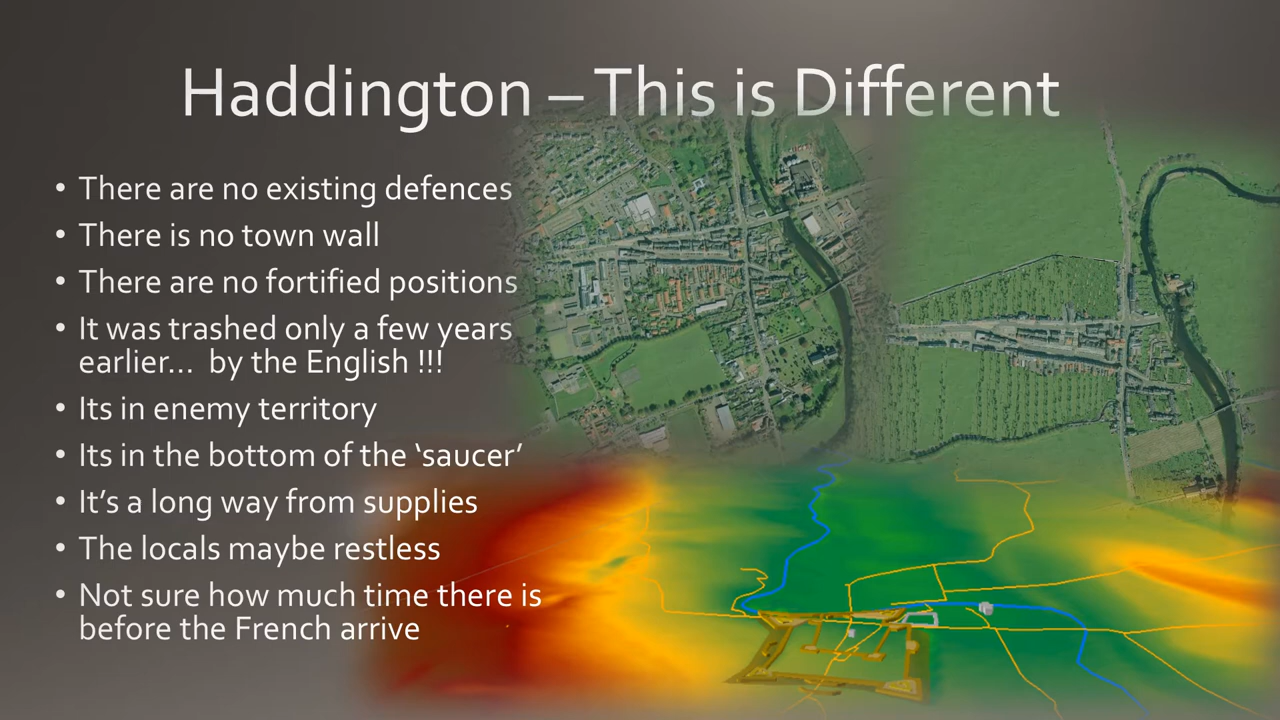 Haddington – This is Different
• There are no existing defences
• There is no town wall
• There are no fortified positions
• It was trashed only a few years
earlier... by the English !!!
• Its in enemy territory
• Its in the bottom of the ‘saucer’
• It’s a long way from supplies
• The locals maybe restless
• Not sure how much time there is
before the French arrive